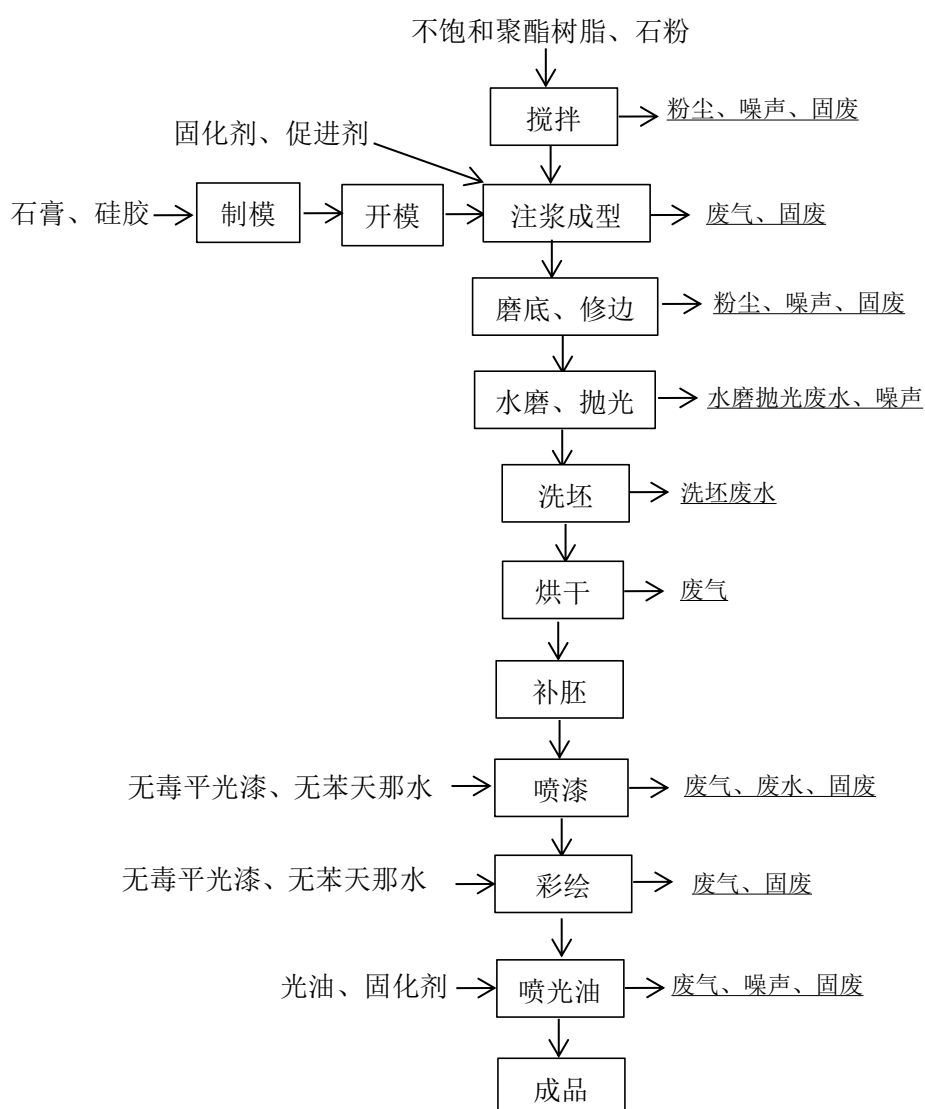 不饱和聚酯树脂、石粉
搅拌
粉尘、噪声、固废
固化剂、促进剂
石膏、硅胶
制模
开模
注浆成型
废气、固废
磨底、修边
粉尘、噪声、固废
水磨、抛光
水磨抛光废水、噪声
洗坯
洗坯废水
烘干
废气
补胚
无毒平光漆、无苯天那水
喷漆
废气、废水、固废
无毒平光漆、无苯天那水
彩绘
废气、固废
光油、固化剂
喷光油
废气、噪声、固废
成品